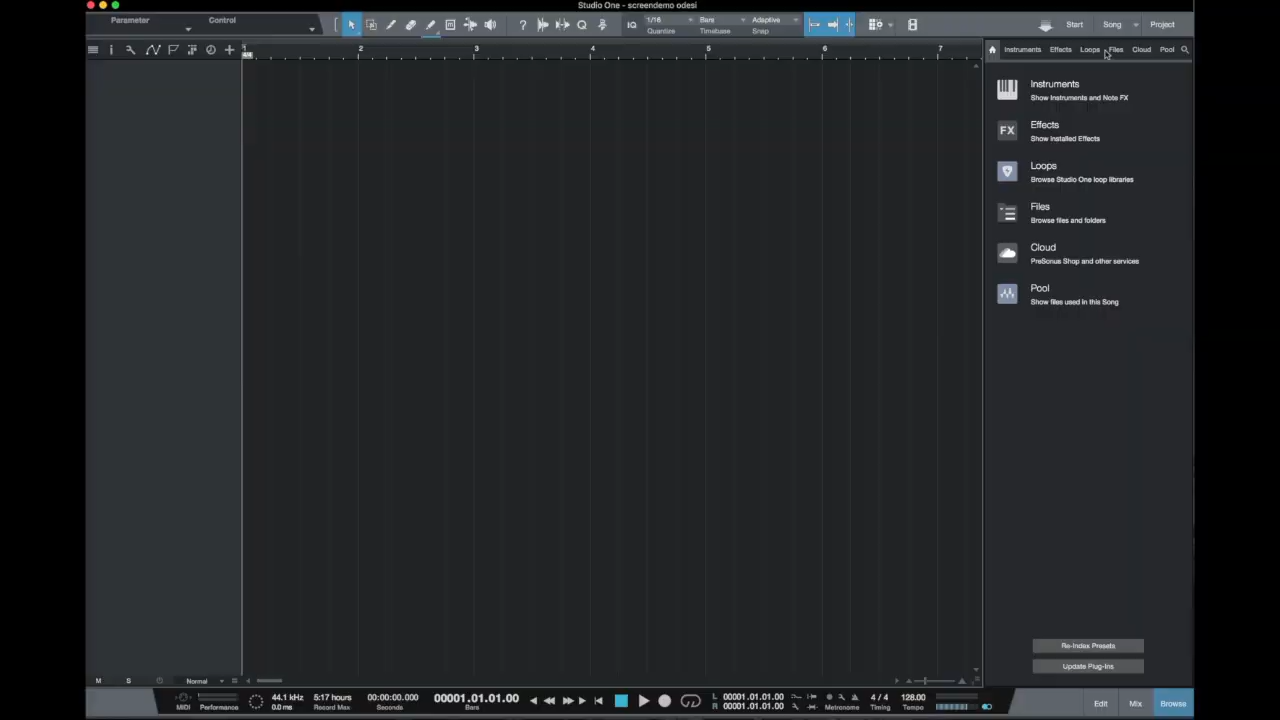 Studio One - screendemo odesi
Parameter Control
1/16 Bars Adaptive
IQ Quantize Timebase Snap
Start Song Project
1 2 3 4 5 6 7
4/4
Instruments Effects Loops Files Cloud Pool
Instruments
Show Instruments and Note FX
FX
Effects
Show installed Effects
Loops
Browse Studio One loop libraries
Files
Browse files and folders
Cloud
PreSonus Shop and other services
Pool
Show files used in this Song
Re-Index Presets
Update Plug-Ins
M S Normal
MIDI Performance
44.1 kHz 5:17 hours 00:00:00.000 00001.01.01.00
0.0 ms Record Max Seconds Bars
L 00001.01.01.00
R 00001.01.01.00
Metronome
4 / 4 128.00
Timing Tempo
Edit Mix Browse